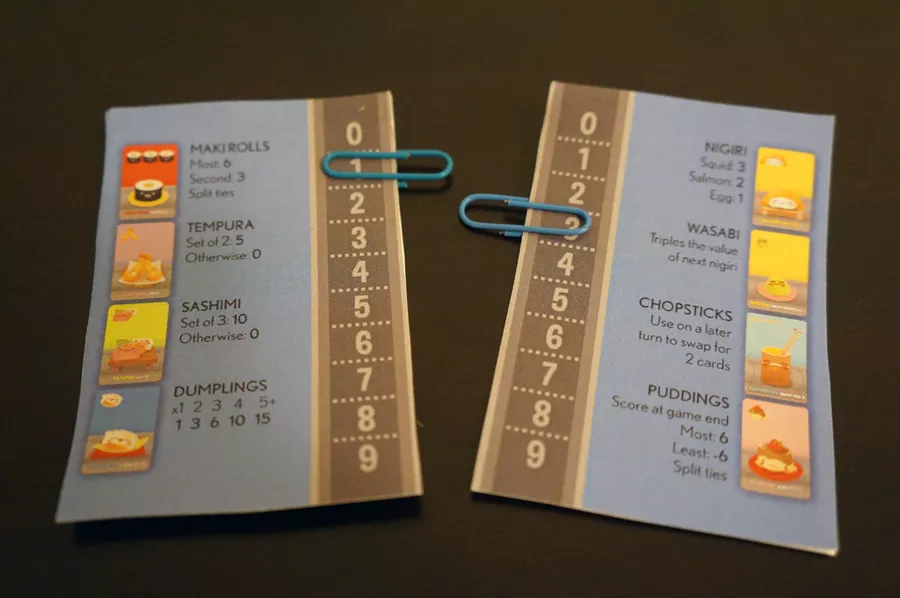 MAKI ROLLS
Most: 6
Second: 3
Split ties
TEMPURA
Set of 2: 5
Otherwise: 0
SASHIMI
Set of 3: 10
Otherwise: 0
DUMPLINGS
x1 2 3 4 5+
1 3 6 10 15
0
1
2
3
4
5
6
7
8
9
0
1
2
3
4
5
6
7
8
9
NIGIRI
Squid: 3
Salmon: 2
Egg: 1
WASABI
Triples the value
of next nigiri
CHOPSTICKS
Use on a later
turn to swap for
2 cards
PUDDINGS
Score at game end
Most: 6
Least: -6
Split ties